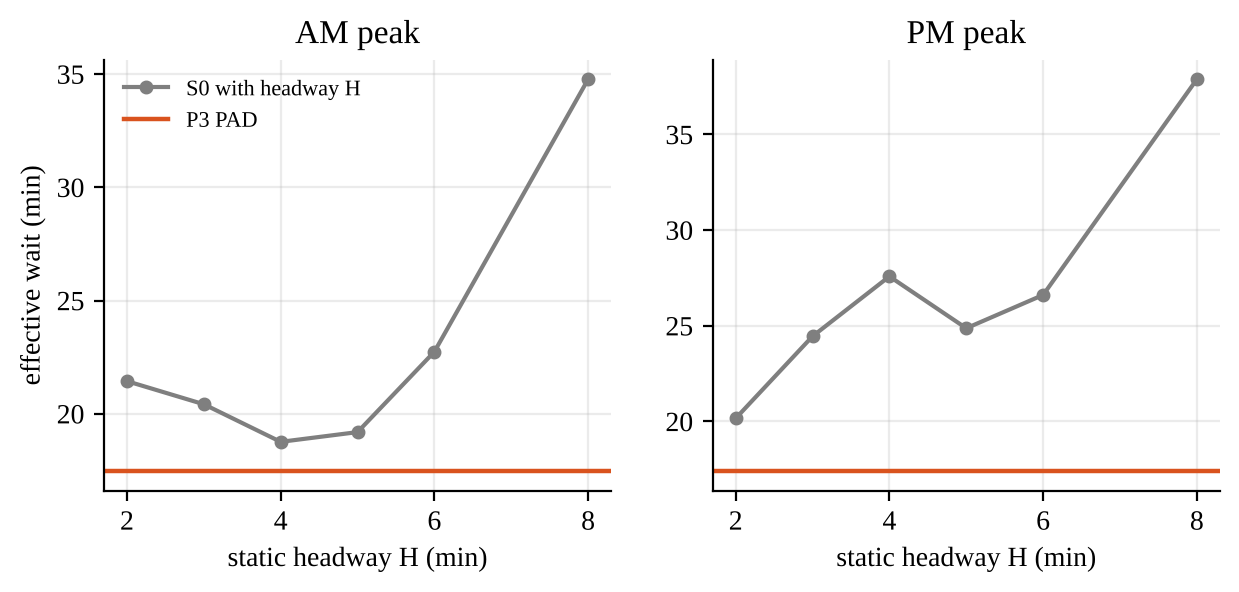 AM peak
35
30
25
20
effective wait (min)
S0 with headway H
P3 PAD
2 4 6 8
static headway H (min)
PM peak
35
30
25
20
2 4 6 8
static headway H (min)